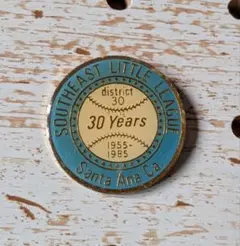 SOUTHEAST LITTLE LEAGUE
district
30
30 Years
1955-
1985
Santa Ana Ca